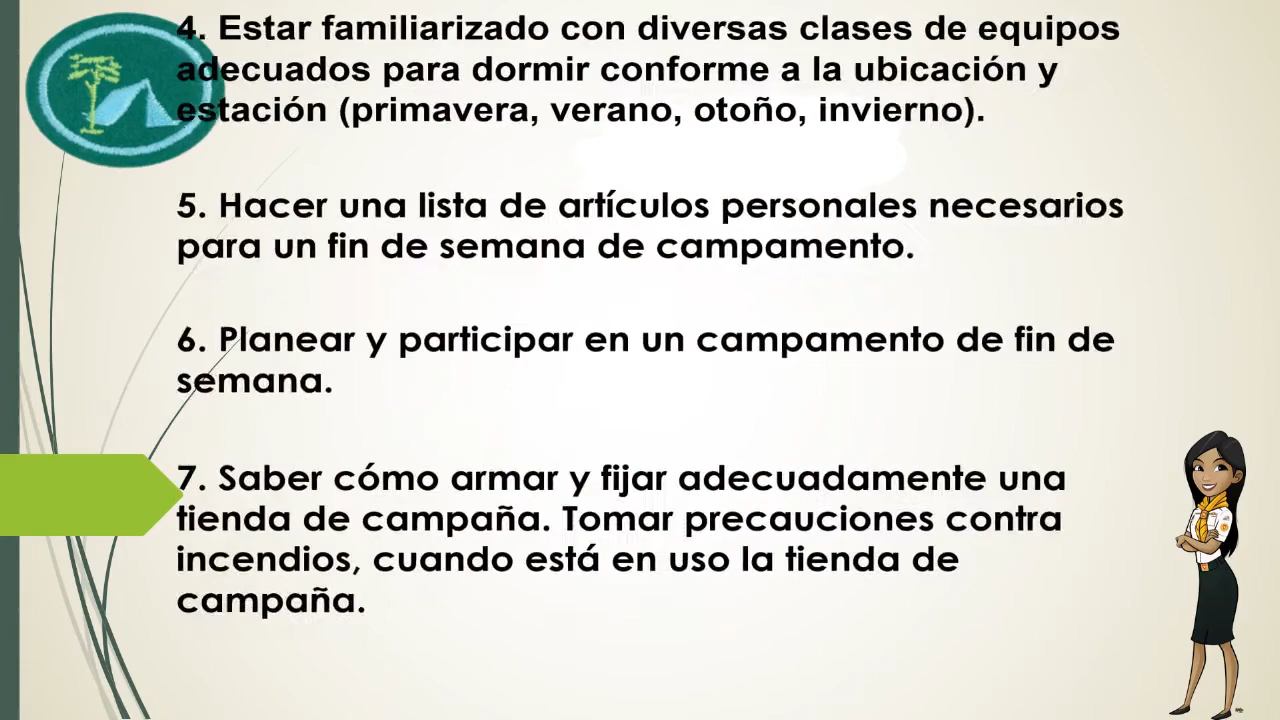 4. Estar familiarizado con diversas clases de equipos
adecuados para dormir conforme a la ubicación y
estación (primavera, verano, otoño, invierno).
5. Hacer una lista de artículos personales necesarios
para un fin de semana de campamento.
6. Planear y participar en un campamento de fin de
semana.
7. Saber cómo armar y fijar adecuadamente una
tienda de campaña. Tomar precauciones contra
incendios, cuando está en uso la tienda de
campaña.